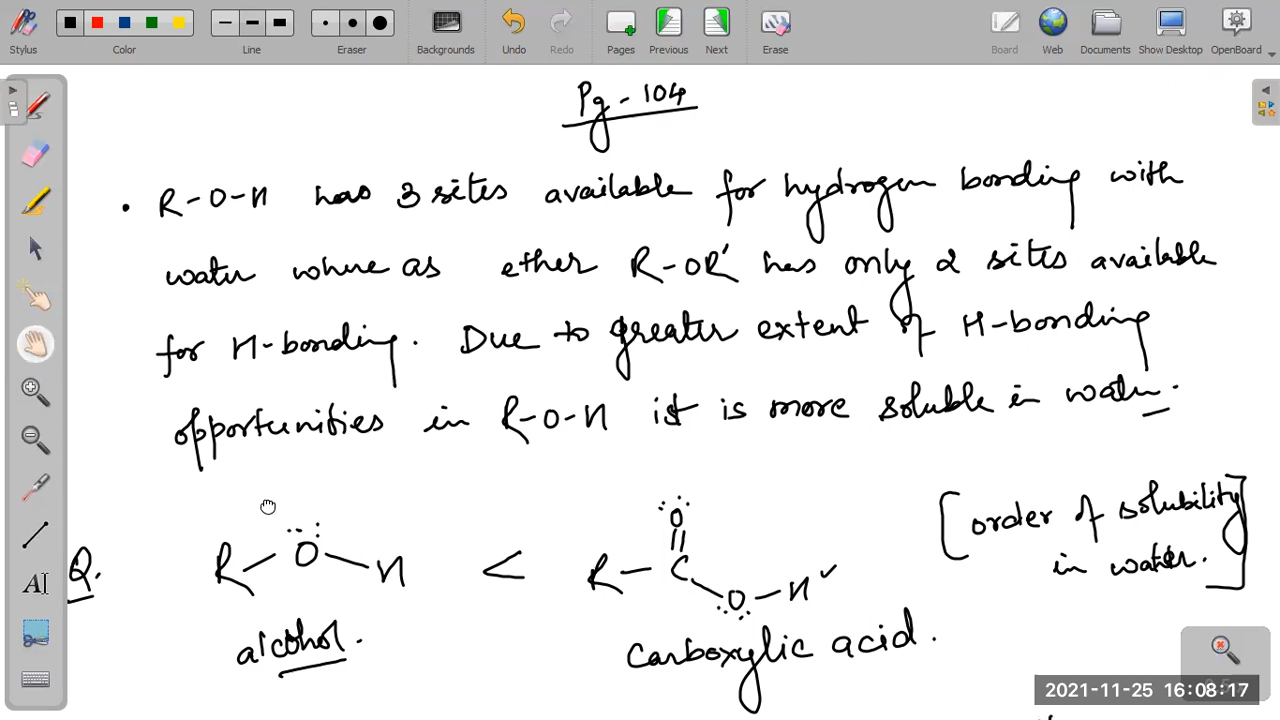 Stylus Color Line Eraser Backgrounds Undo Redo Pages Previous Next Erase Board Web Documents Show Desktop OpenBoard
Pg - 104
• R-O-H has 3 sites available for hydrogen bonding with
water where as ether R-OR' has only 2 sites available
for H-bonding. Due to greater extent of H-bonding
opportunities in R-O-H ist is more soluble in water.
Q. R-O-H < R-C-O-H ✓ [order of solubility
O
in water.]
alcohol. Carboxylic acid.
2021-11-25 16:08:17